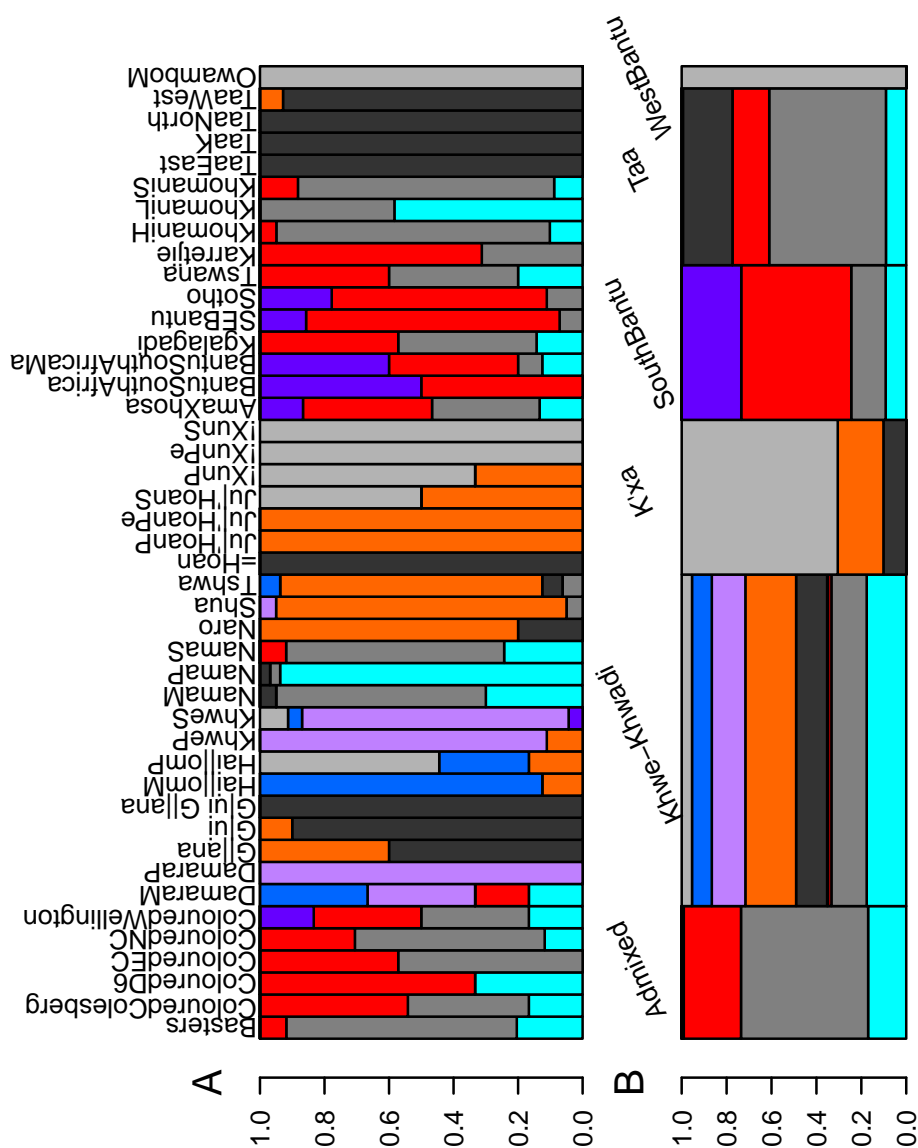 A
1.0
0.8
0.6
0.4
0.2
0.0
Basters
ColouredColesberg
ColouredD6
ColouredEC
ColouredNC
ColouredWellington
DamaraM
DamaraP
G||ana
G|ui
G|ui G||ana
Hai||omM
Hai||omP
KhweP
KhweS
NamaM
NamaP
NamaS
Naro
Shua
Tshwa
=Hoan
Ju|'HoanP
Ju|'HoanPe
Ju|'HoanS
!XunP
!XunPe
!XunS
AmaXhosa
BantuSouthAfrica
BantuSouthAfricaMa
Kgalagadi
SEBantu
Sotho
Tswana
Karretjie
KhomaniH
KhomaniL
KhomaniS
TaaEast
TaaK
TaaNorth
TaaWest
OwamboM
B
1.0
0.8
0.6
0.4
0.2
0.0
Admixed
Khwe−Khwadi
K'xa
SouthBantu
Taa
WestBantu